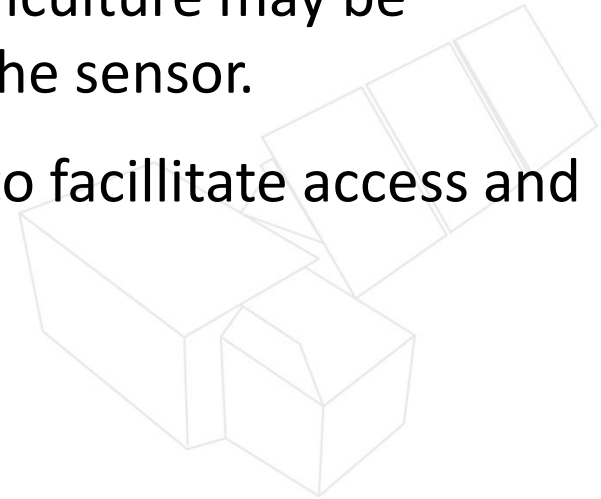 iculture may be
he sensor.
o facillitate access and